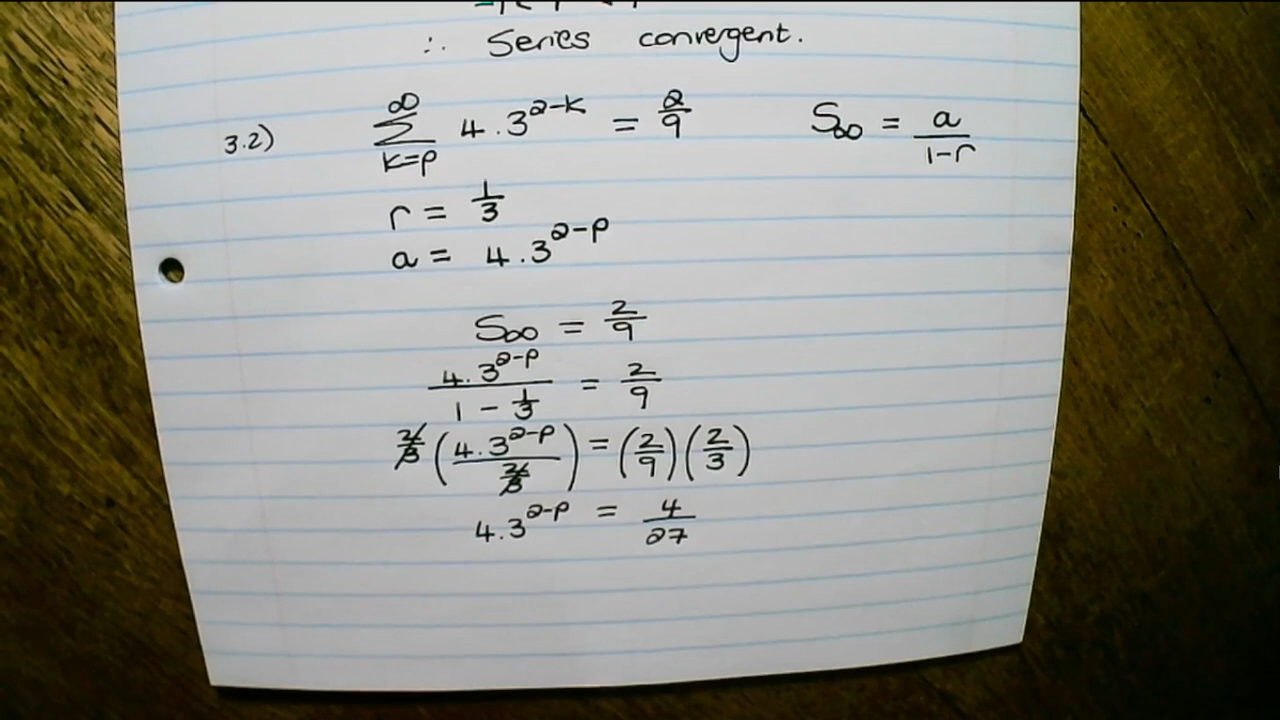 ∴ Series convergent.
3.2) ∞∑k=p 4.3^(2-k) = 2/9 S∞ = a/(1-r)
r = 1/3
a = 4.3^(2-p)
S∞ = 2/9
4.3^(2-p)/(1 - 1/3) = 2/9
2/3 (4.3^(2-p)/(2/3)) = (2/9)(2/3)
4.3^(2-p) = 4/27